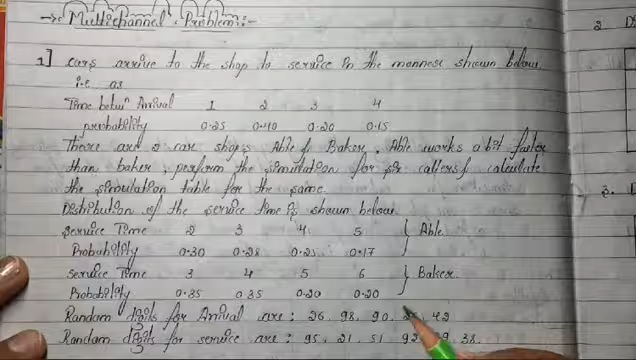 → Multichannel Problem:-
1] Cars arrive to the shop to service in the manner shown below
i.e as
Time betwn Arrival 1 2 3 4
probability 0.25 0.40 0.20 0.15
There are 2 car shops Able & Baker, Able works a bit faster
than baker, perform the simulation for six callers & calculate
the simulation table for the same.
Distribution of the service time is shown below.
Service Time 2 3 4 5 } Able
Probability 0.30 0.28 0.25 0.17
Service Time 3 4 5 6 } Baker
Probability 0.35 0.25 0.20 0.20
Random digits for Arrival are: 26, 98, 90, 42
Random digits for service are: 95, 21, 51, 92, 38.
2.
3.